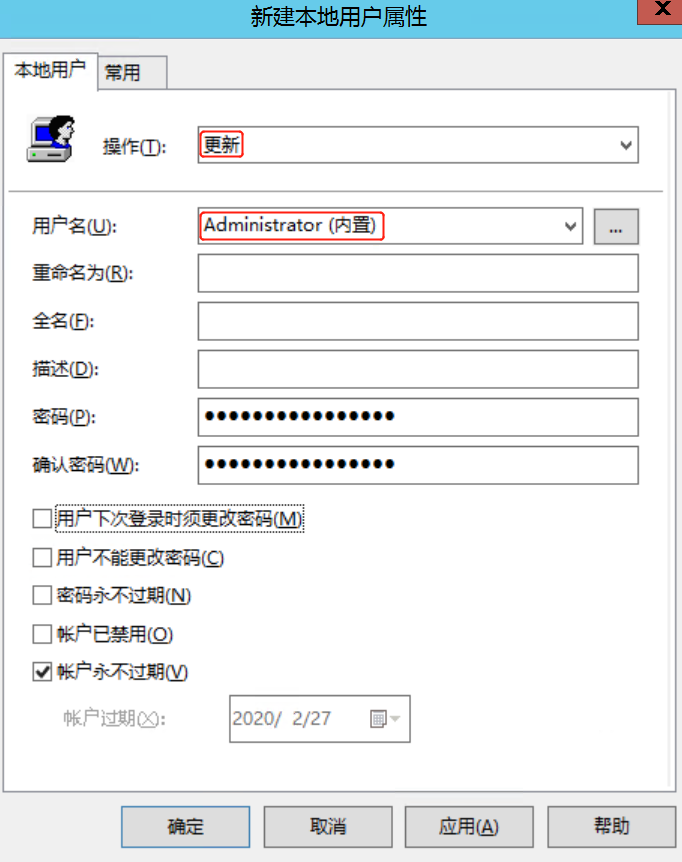 新建本地用户属性
本地用户 常用
操作(T): 更新
用户名(U): Administrator (内置) ...
重命名为(R):
全名(F):
描述(D):
密码(P): ●●●●●●●●●●●●●●●●
确认密码(W): ●●●●●●●●●●●●●●●●
用户下次登录时须更改密码(M)
用户不能更改密码(C)
密码永不过期(N)
帐户已禁用(O)
帐户永不过期(V)
帐户过期(X): 2020/ 2/27
确定 取消 应用(A) 帮助